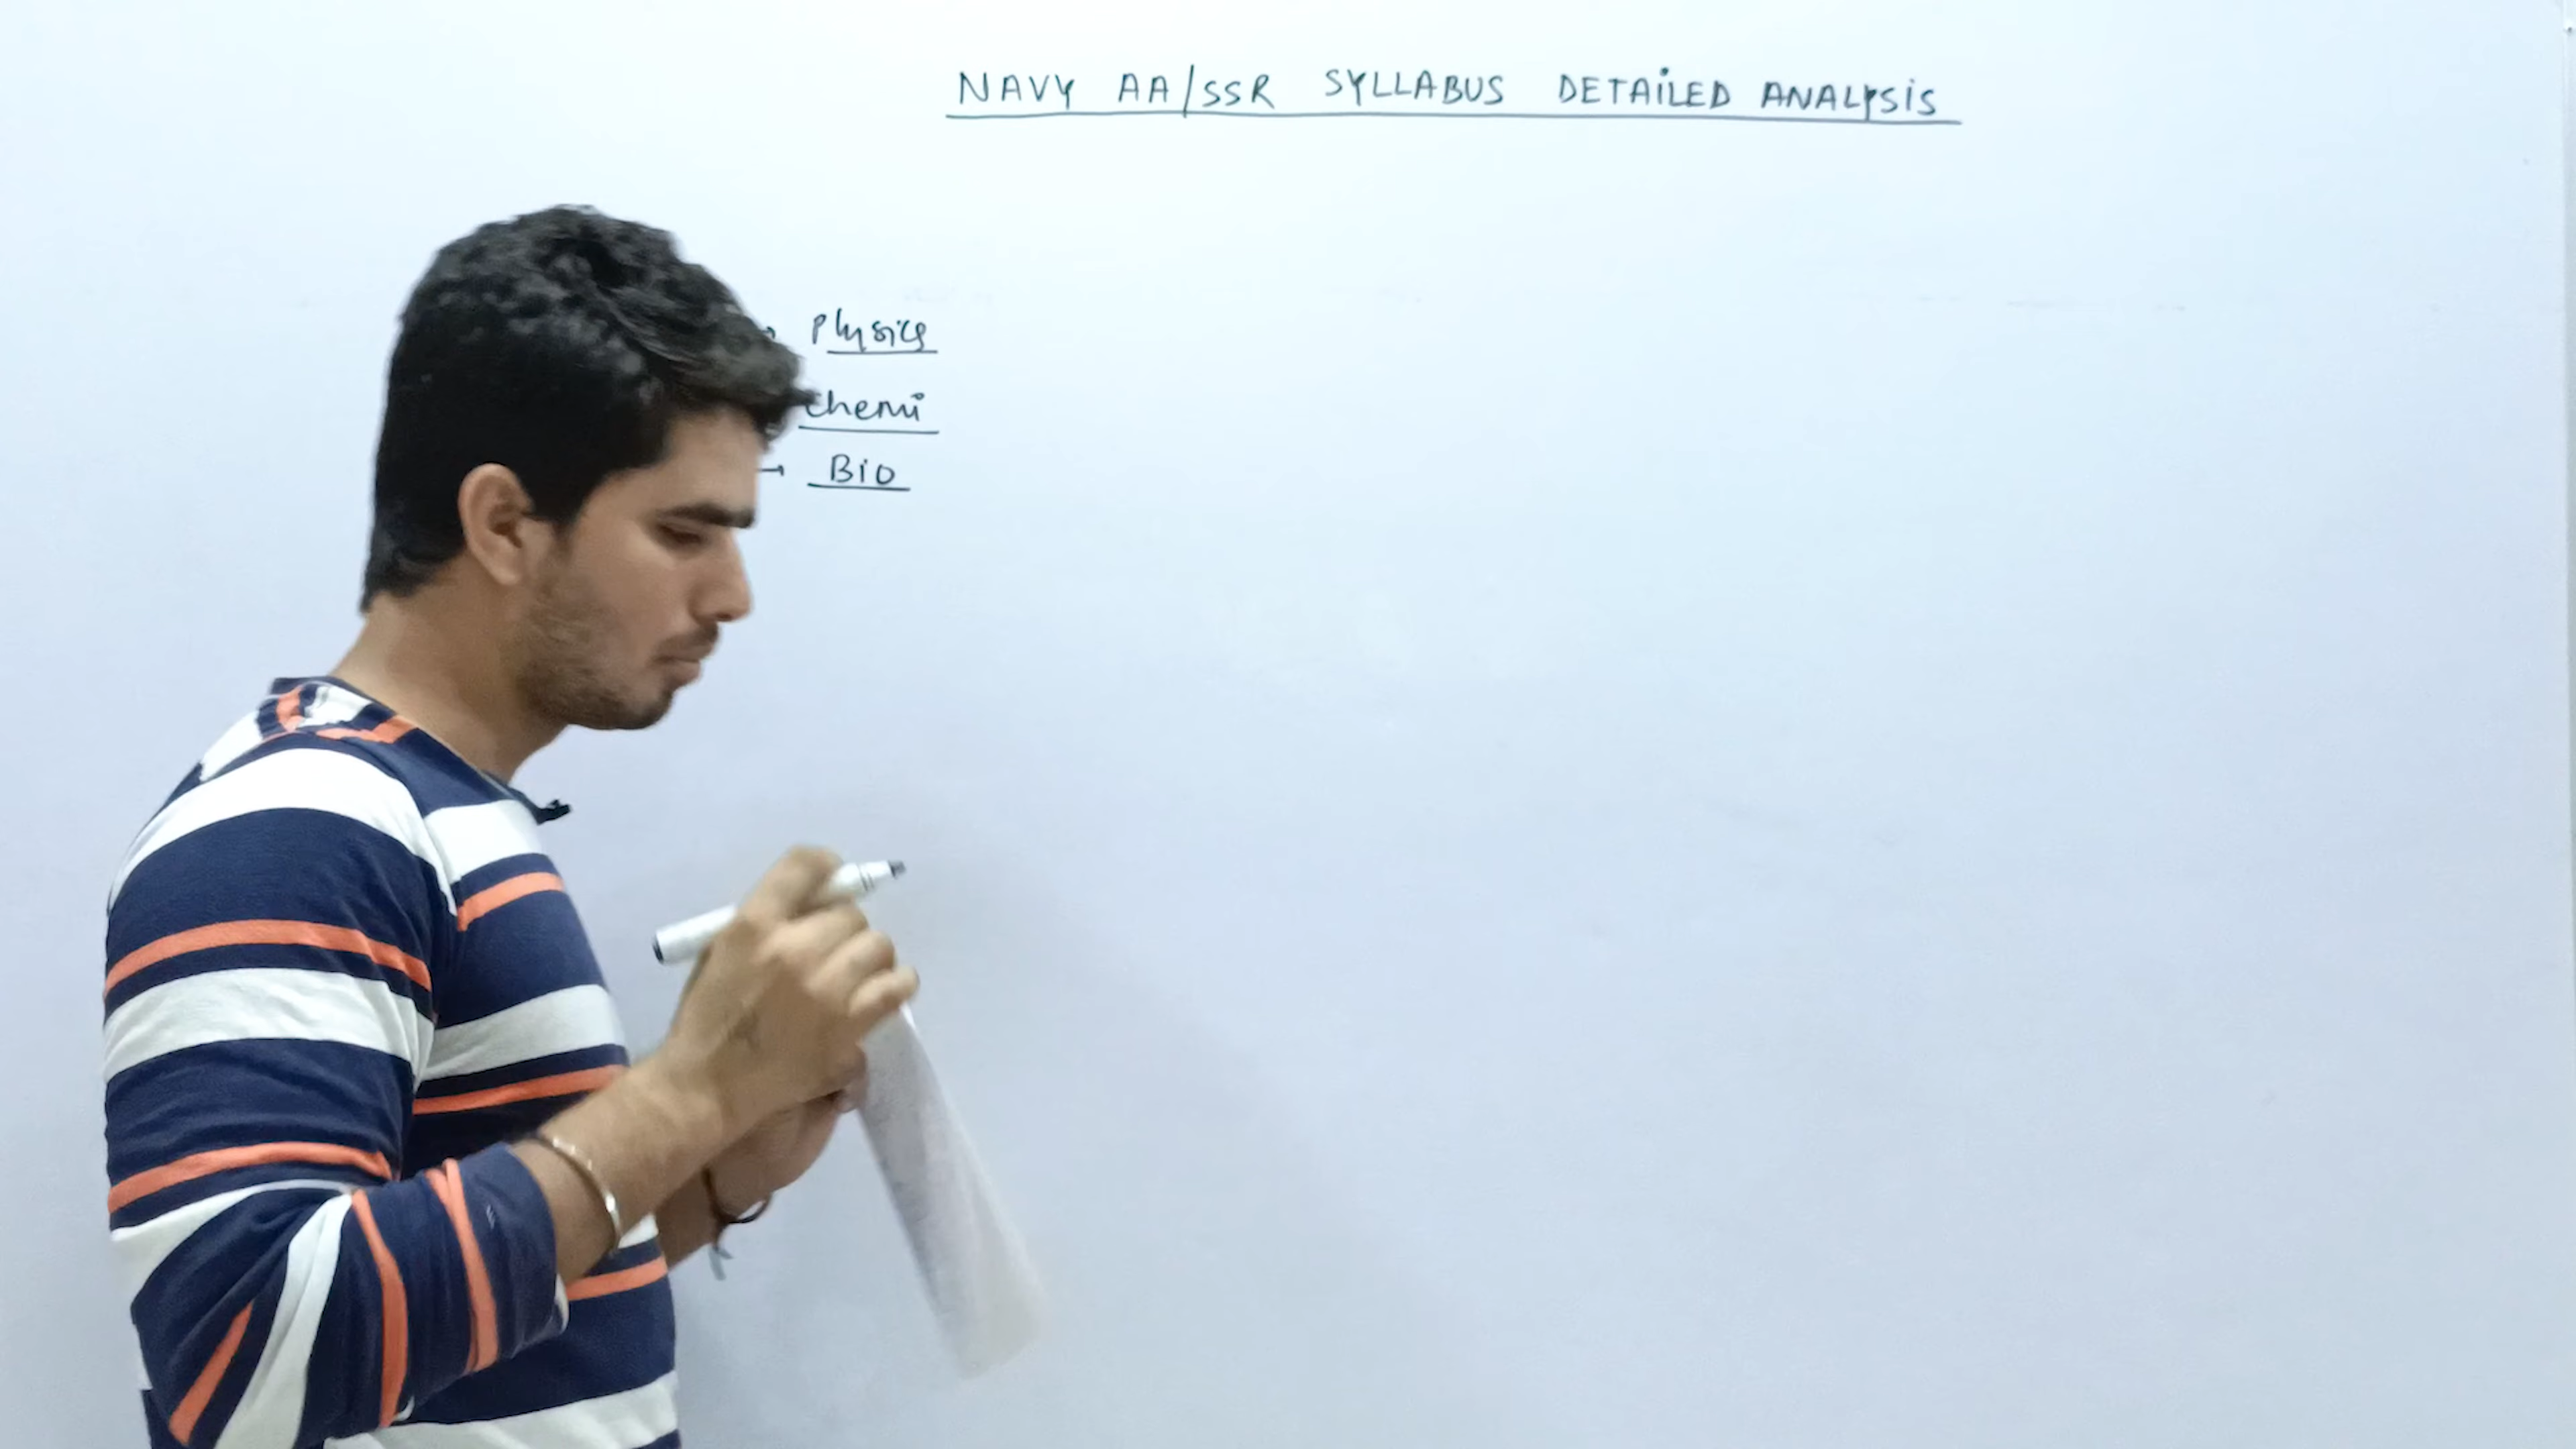 NAVY AA/SSR SYLLABUS DETAILED ANALYSIS
→ Physics
chemi
→ Bio